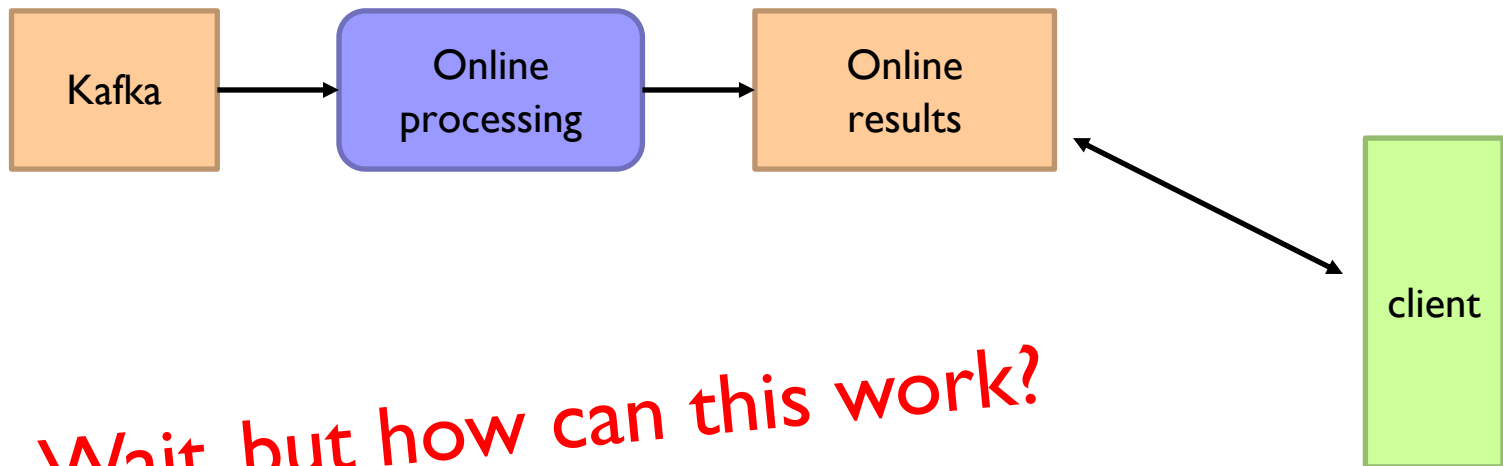 Kafka
Online
processing
Online
results
client
Wait, but how can this work?